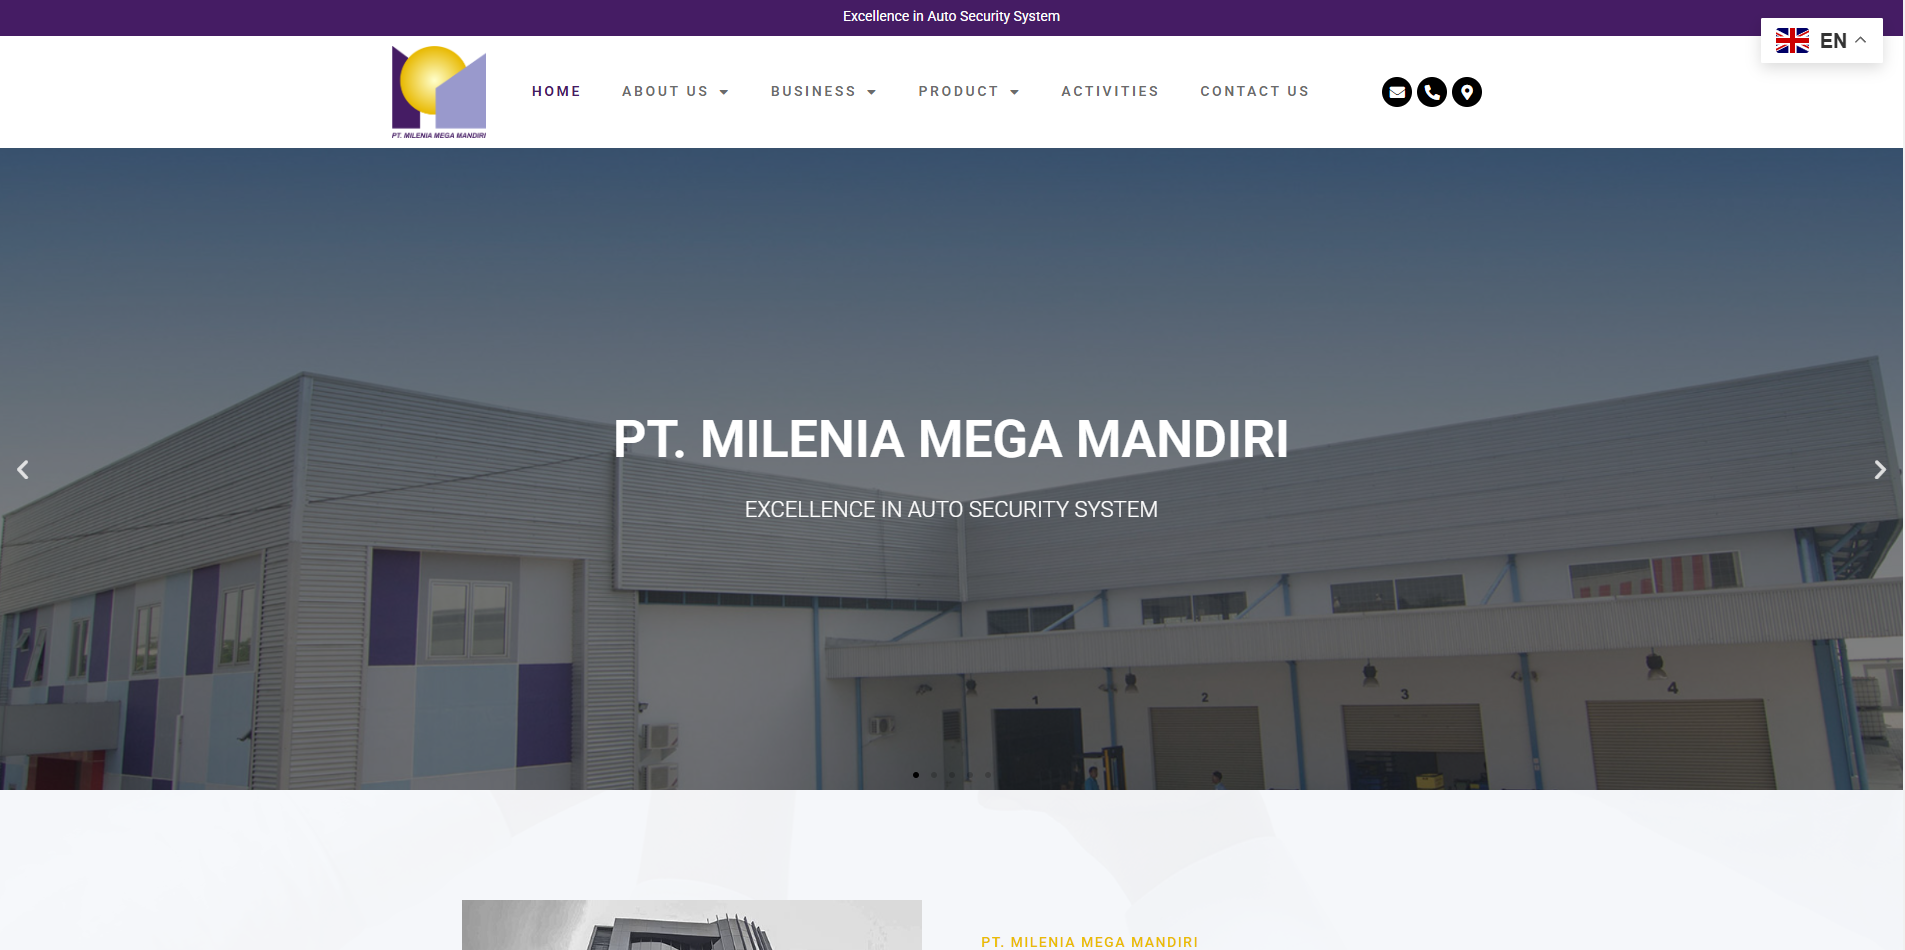 Excellence in Auto Security System
EN
PT. MILENIA MEGA MANDIRI
HOME
ABOUT US
BUSINESS
PRODUCT
ACTIVITIES
CONTACT US
PT. MILENIA MEGA MANDIRI
EXCELLENCE IN AUTO SECURITY SYSTEM
1
2
3
4
PT. MILENIA MEGA MANDIRI